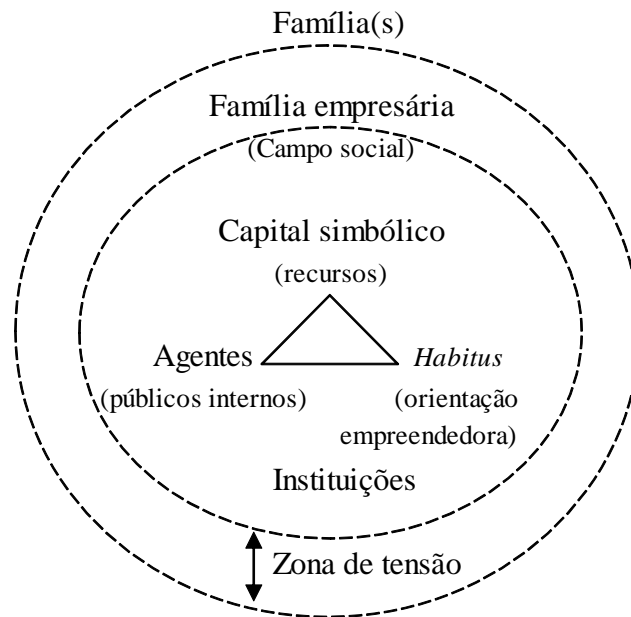 Família(s)
Família empresária
(Campo social)
Capital simbólico
(recursos)
Agentes
Habitus
(públicos internos)
(orientação
empreendedora)
Instituições
Zona de tensão